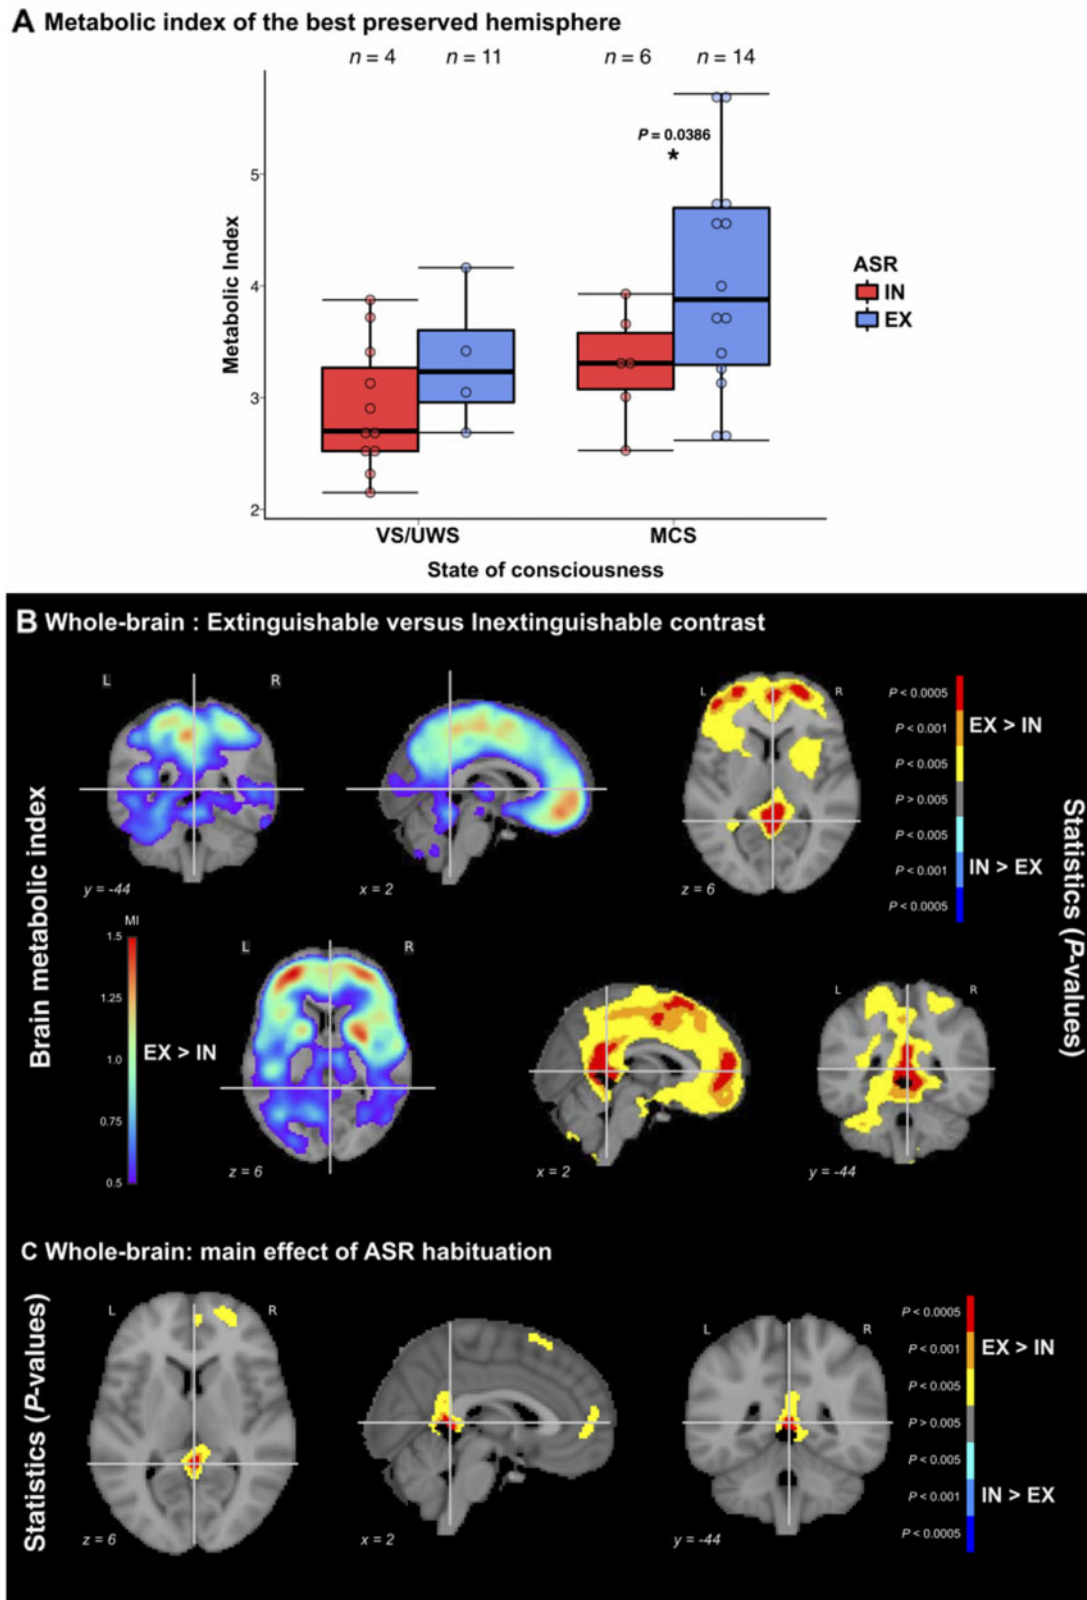 A Metabolic index of the best preserved hemisphere
n = 4 n = 11 n = 6 n = 14
P = 0.0386
*
5
4
3
2
Metabolic Index
ASR
IN
EX
VS/UWS MCS
State of consciousness
B Whole-brain : Extinguishable versus Inextinguishable contrast
L R
y = -44
x = 2
L R
z = 6
P < 0.0005
P < 0.001
P < 0.005
P > 0.005
P < 0.005
P < 0.001
P < 0.0005
EX > IN
IN > EX
Brain metabolic index
Statistics (P-values)
MI
1.5
1.25
1.0
0.75
0.5
EX > IN
L R
z = 6
x = 2
L R
y = -44
C Whole-brain: main effect of ASR habituation
Statistics (P-values)
L R
z = 6
x = 2
L R
y = -44
P < 0.0005
P < 0.001
P < 0.005
P > 0.005
P < 0.005
P < 0.001
P < 0.0005
EX > IN
IN > EX